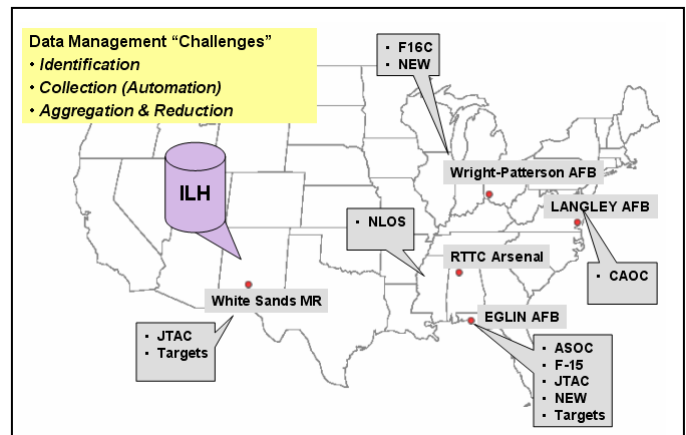 Data Management “Challenges”
• Identification
• Collection (Automation)
• Aggregation & Reduction
▪ F16C
▪ NEW
ILH
Wright-Patterson AFB
LANGLEY AFB
▪ NLOS
RTTC Arsenal
▪ CAOC
White Sands MR
EGLIN AFB
▪ JTAC
▪ Targets
▪ ASOC
▪ F-15
▪ JTAC
▪ NEW
▪ Targets